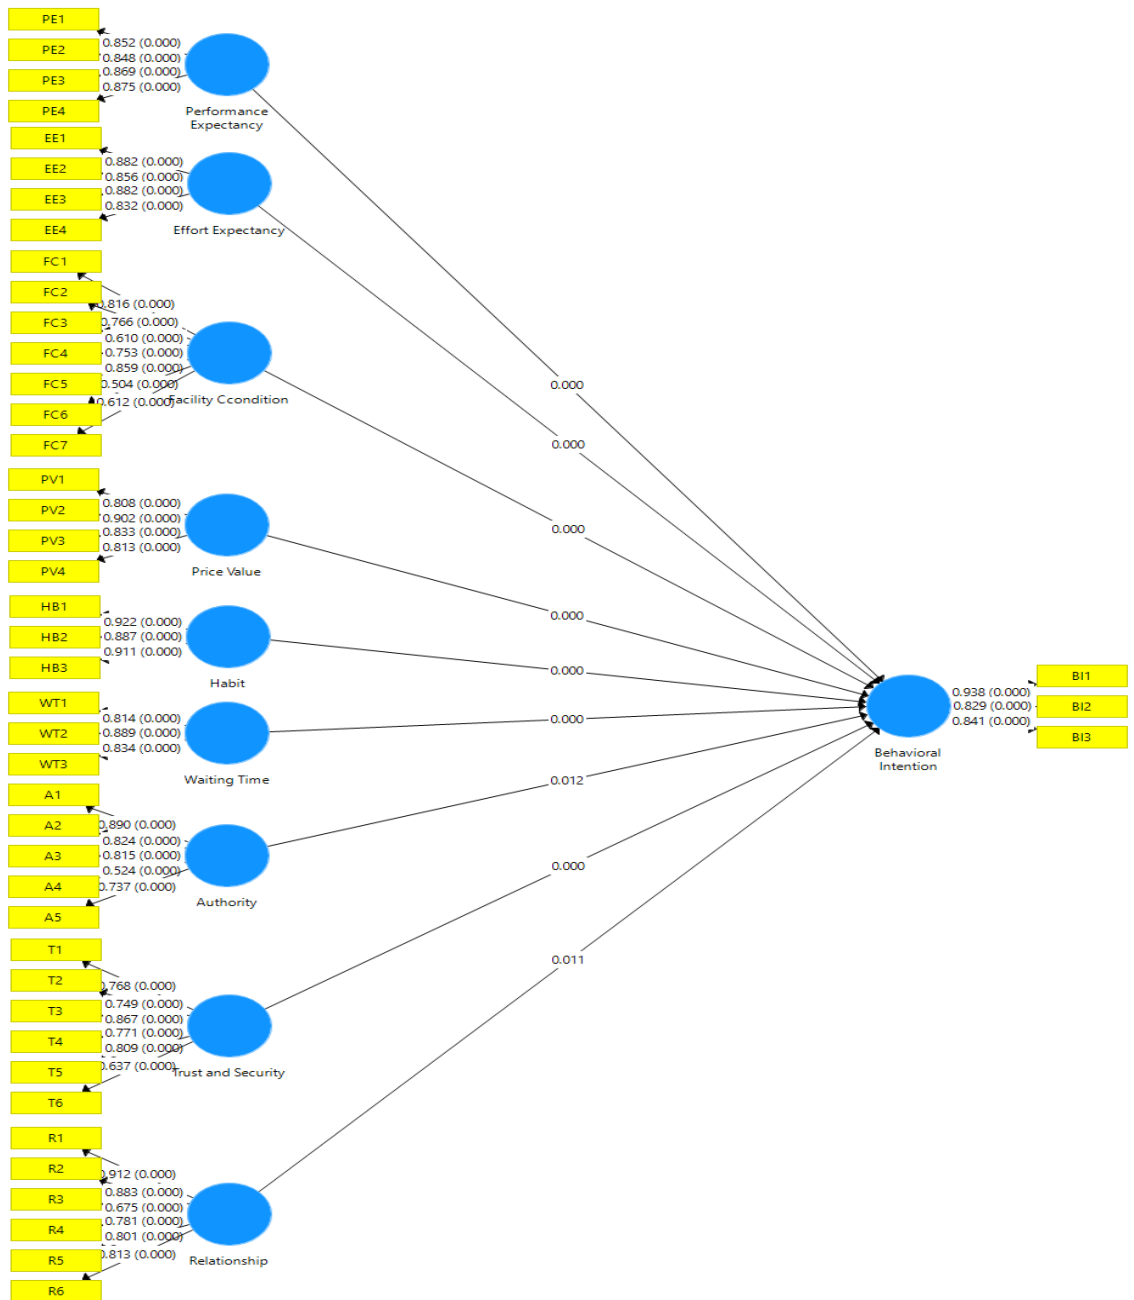 PE1
PE2
PE3
PE4
0.852 (0.000)
0.848 (0.000)
0.869 (0.000)
0.875 (0.000)
Performance
Expectancy
EE1
EE2
EE3
EE4
0.882 (0.000)
0.856 (0.000)
0.882 (0.000)
0.832 (0.000)
Effort Expectancy
FC1
FC2
FC3
FC4
FC5
FC6
FC7
0.816 (0.000)
0.766 (0.000)
0.610 (0.000)
0.753 (0.000)
0.859 (0.000)
0.504 (0.000)
0.612 (0.000)
Facility Ccondition
PV1
PV2
PV3
PV4
0.808 (0.000)
0.902 (0.000)
0.833 (0.000)
0.813 (0.000)
Price Value
HB1
HB2
HB3
0.922 (0.000)
0.887 (0.000)
0.911 (0.000)
Habit
WT1
WT2
WT3
0.814 (0.000)
0.889 (0.000)
0.834 (0.000)
Waiting Time
A1
A2
A3
A4
A5
0.890 (0.000)
0.824 (0.000)
0.815 (0.000)
0.524 (0.000)
0.737 (0.000)
Authority
T1
T2
T3
T4
T5
T6
0.768 (0.000)
0.749 (0.000)
0.867 (0.000)
0.771 (0.000)
0.809 (0.000)
0.637 (0.000)
Trust and Security
R1
R2
R3
R4
R5
R6
0.912 (0.000)
0.883 (0.000)
0.675 (0.000)
0.781 (0.000)
0.801 (0.000)
0.813 (0.000)
Relationship
0.000
0.000
0.000
0.000
0.000
0.000
0.012
0.000
0.011
Behavioral
Intention
0.938 (0.000)
0.829 (0.000)
0.841 (0.000)
BI1
BI2
BI3